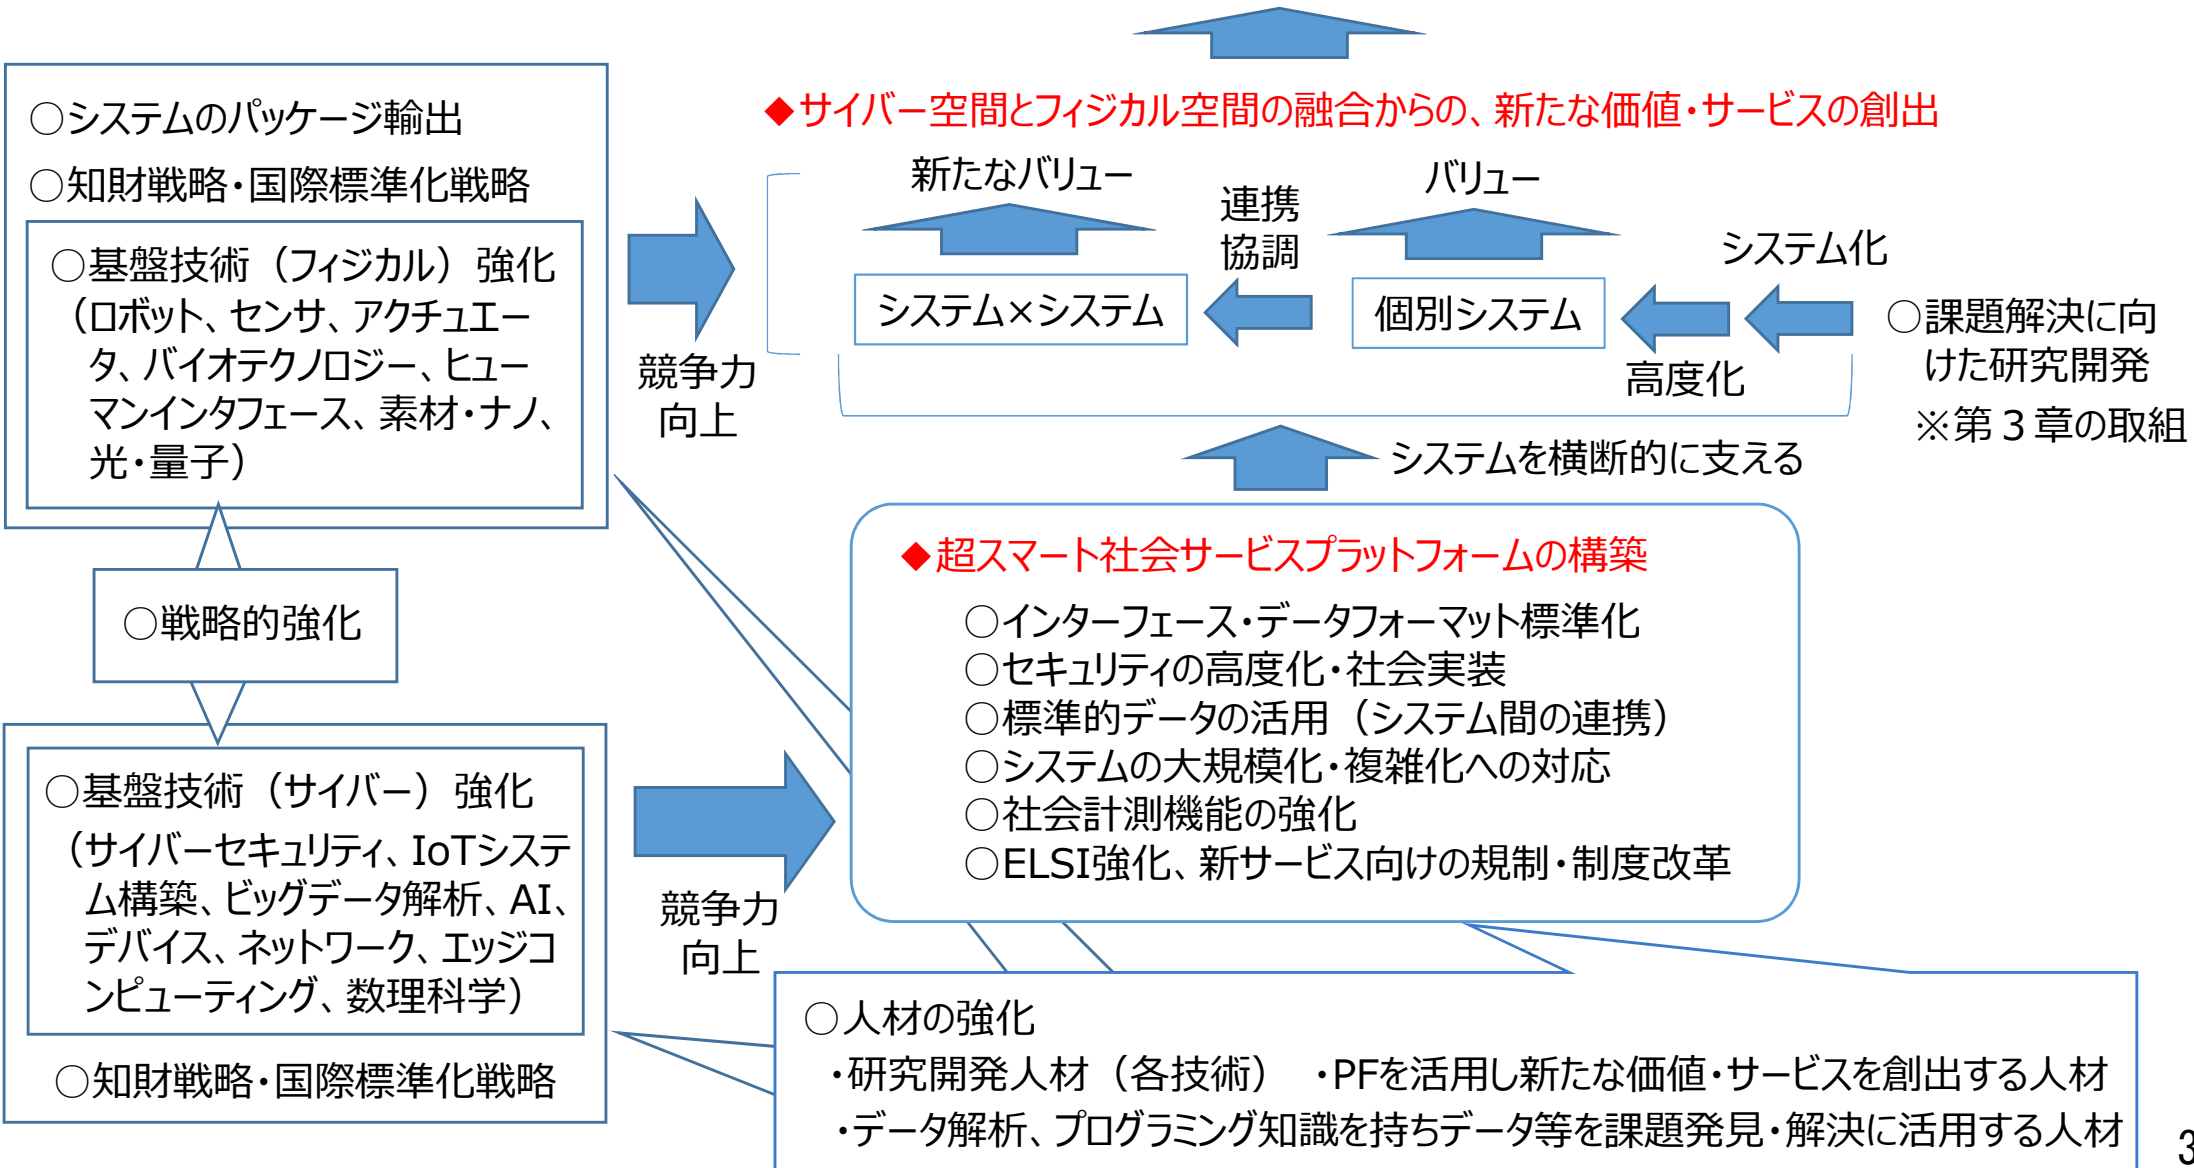 ○システムのパッケージ輸出
○知財戦略・国際標準化戦略
○基盤技術（フィジカル）強化
（ロボット、センサ、アクチュエー
タ、バイオテクノロジー、ヒュー
マンインタフェース、素材・ナノ、
光・量子）
競争力
向上
◆サイバー空間とフィジカル空間の融合からの、新たな価値・サービスの創出
新たなバリュー
連携
協調
バリュー
システム化
システム×システム
個別システム
高度化
○課題解決に向
けた研究開発
※第３章の取組
システムを横断的に支える
○戦略的強化
◆超スマート社会サービスプラットフォームの構築
○インターフェース・データフォーマット標準化
○セキュリティの高度化・社会実装
○標準的データの活用（システム間の連携）
○システムの大規模化・複雑化への対応
○社会計測機能の強化
○ELSI強化、新サービス向けの規制・制度改革
○基盤技術（サイバー）強化
（サイバーセキュリティ、IoTシステ
ム構築、ビッグデータ解析、AI、
デバイス、ネットワーク、エッジコ
ンピューティング、数理科学）
○知財戦略・国際標準化戦略
競争力
向上
○人材の強化
・研究開発人材（各技術）　・PFを活用し新たな価値・サービスを創出する人材
・データ解析、プログラミング知識を持ちデータ等を課題発見・解決に活用する人材
3